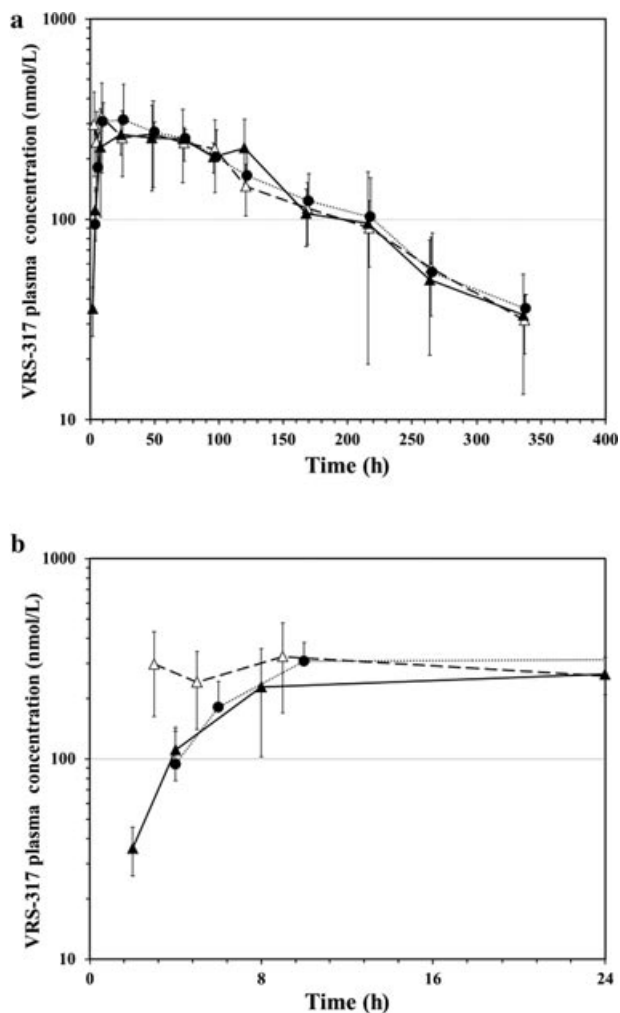 a
VRS-317 plasma concentration (nmol/L)
1000
100
10
0 50 100 150 200 250 300 350 400
Time (h)
b
VRS-317 plasma concentration (nmol/L)
1000
100
10
0 8 16 24
Time (h)